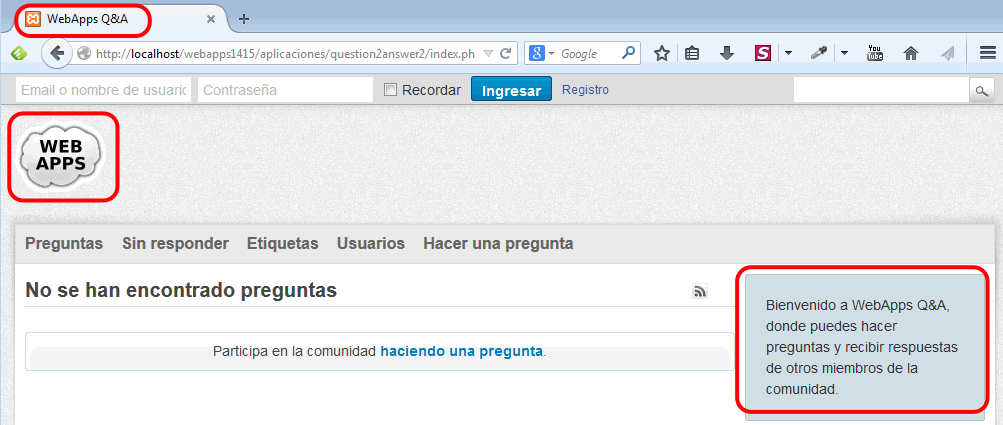 WebApps Q&A
http://localhost/webapps1415/aplicaciones/question2answer2/index.ph
Google
You
Tube
Email o nombre de usuario
Contraseña
Recordar
Ingresar
Registro
WEB
APPS
Preguntas Sin responder Etiquetas Usuarios Hacer una pregunta
No se han encontrado preguntas
Participa en la comunidad haciendo una pregunta.
Bienvenido a WebApps Q&A,
donde puedes hacer
preguntas y recibir respuestas
de otros miembros de la
comunidad.